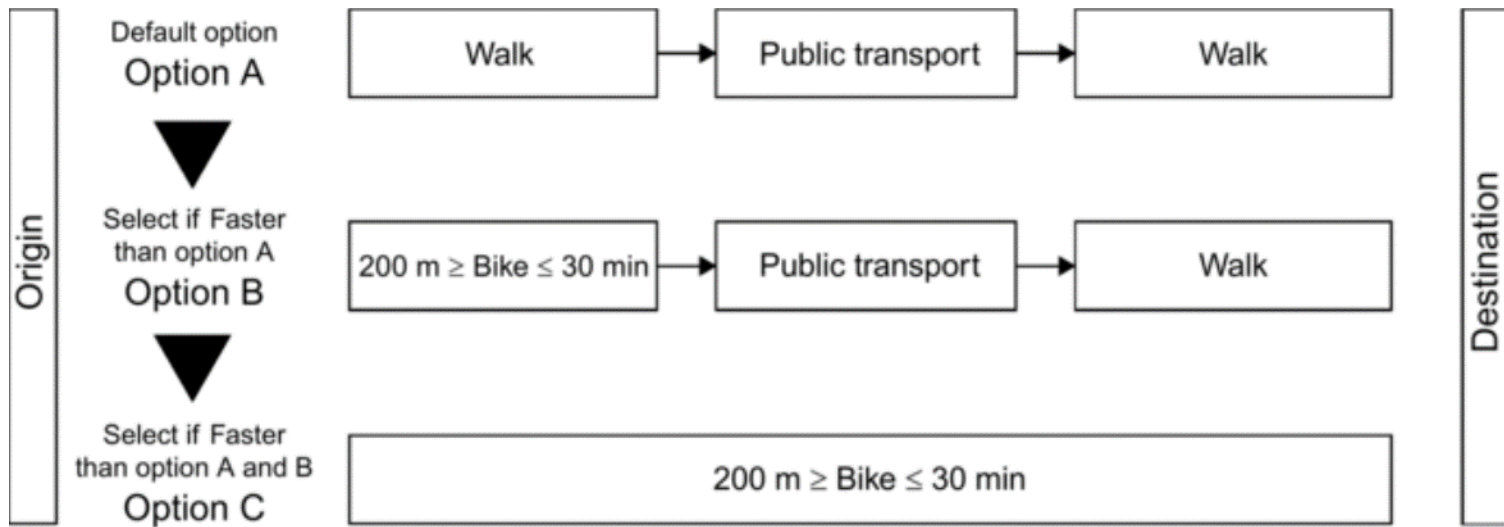 Origin
Default option
Option A
Walk
Public transport
Walk
Select if Faster
than option A
Option B
200 m ≥ Bike ≤ 30 min
Public transport
Walk
Select if Faster
than option A and B
Option C
200 m ≥ Bike ≤ 30 min
Destination